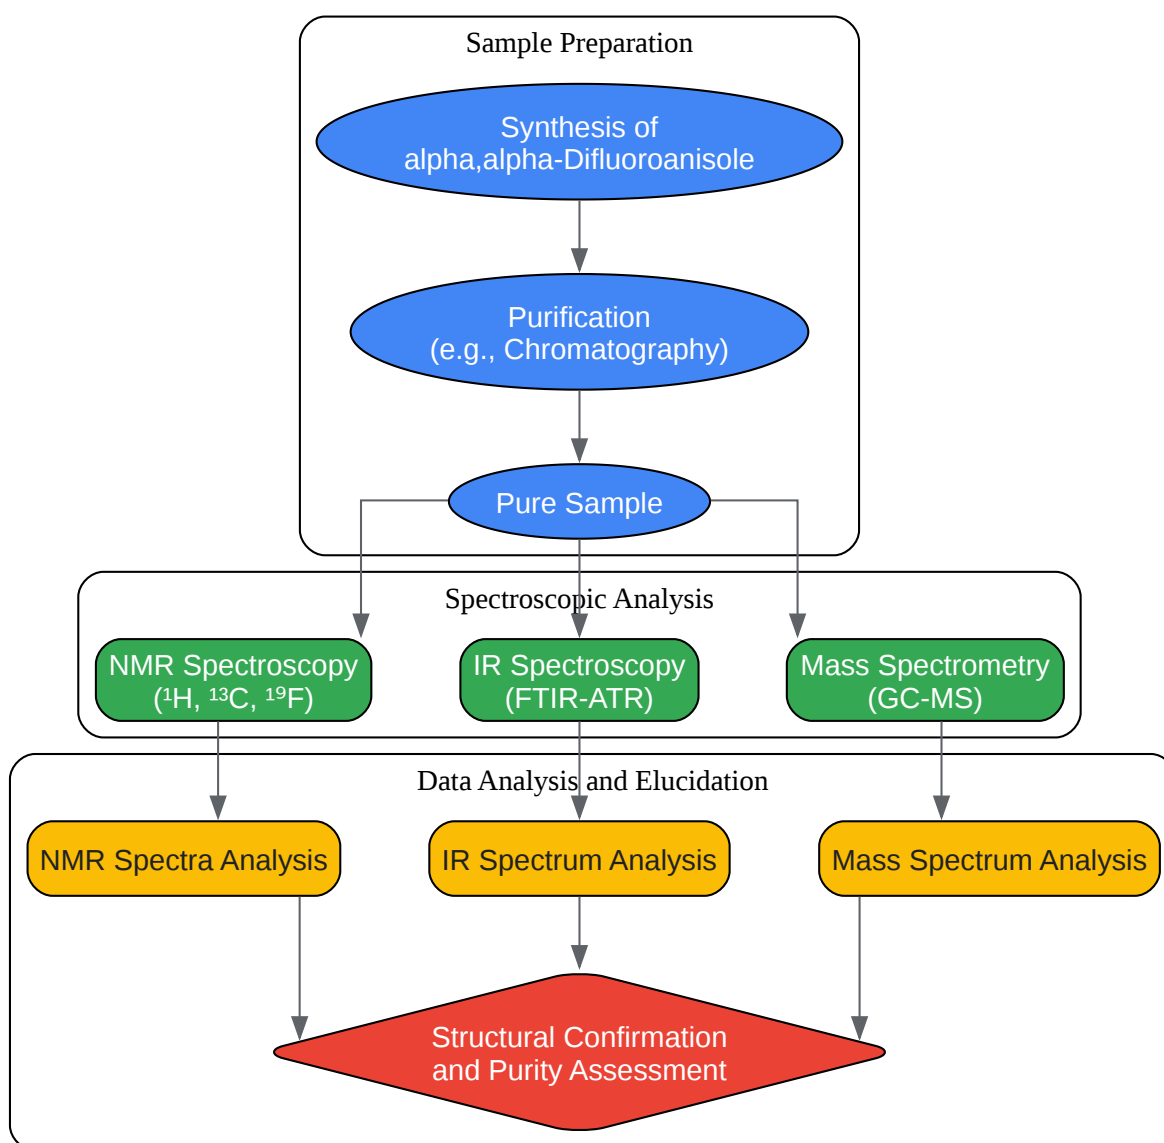 Sample Preparation
Synthesis of
alpha,alpha-Difluoroanisole
Purification
(e.g., Chromatography)
Pure Sample
Spectroscopic Analysis
NMR Spectroscopy
(¹H, ¹³C, ¹⁹F)
IR Spectroscopy
(FTIR-ATR)
Mass Spectrometry
(GC-MS)
Data Analysis and Elucidation
NMR Spectra Analysis
IR Spectrum Analysis
Mass Spectrum Analysis
Structural Confirmation
and Purity Assessment